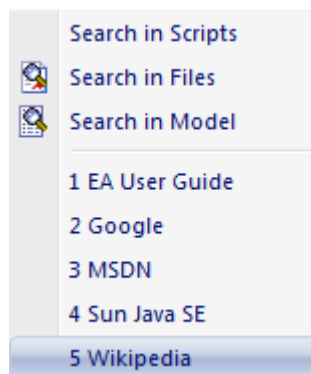 Search in Scripts
Search in Files
Search in Model
1 EA User Guide
2 Google
3 MSDN
4 Sun Java SE
5 Wikipedia